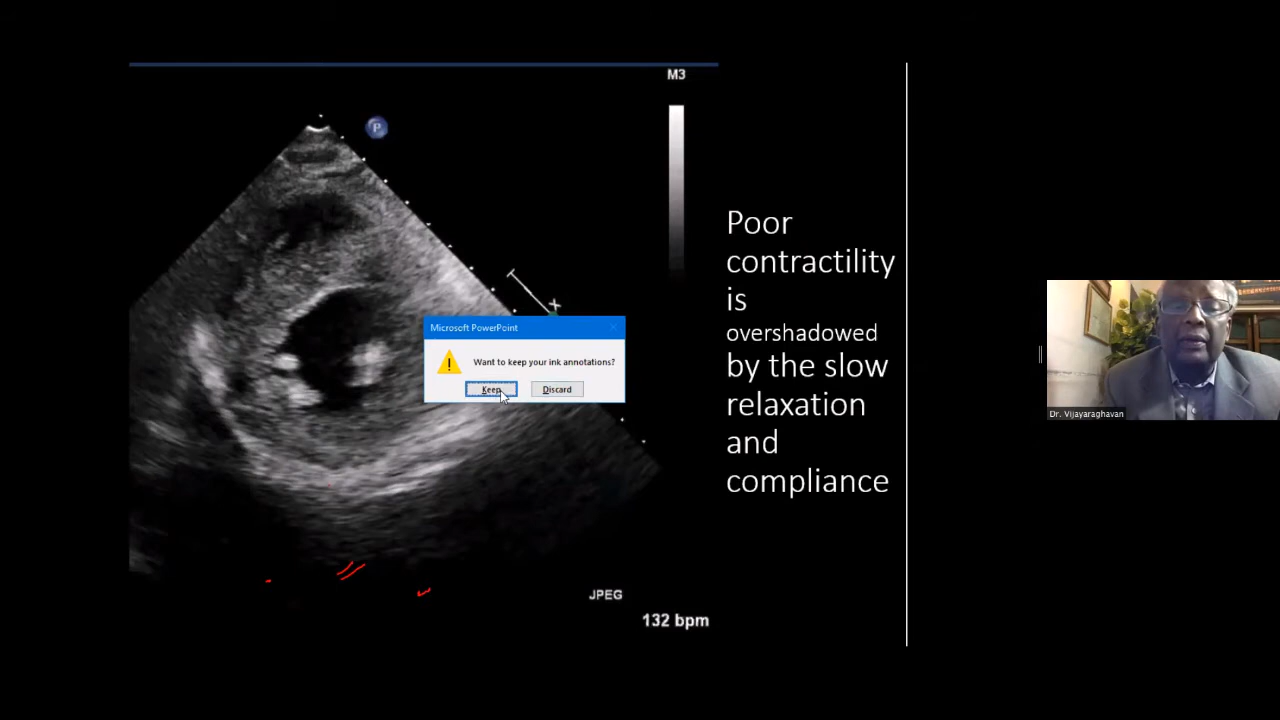 M3
P
Poor
contractility
is
overshadowed
by the slow
relaxation
and
compliance
Microsoft PowerPoint
Want to keep your ink annotations?
Keep
Discard
Dr. Vijayaraghavan
JPEG
132 bpm